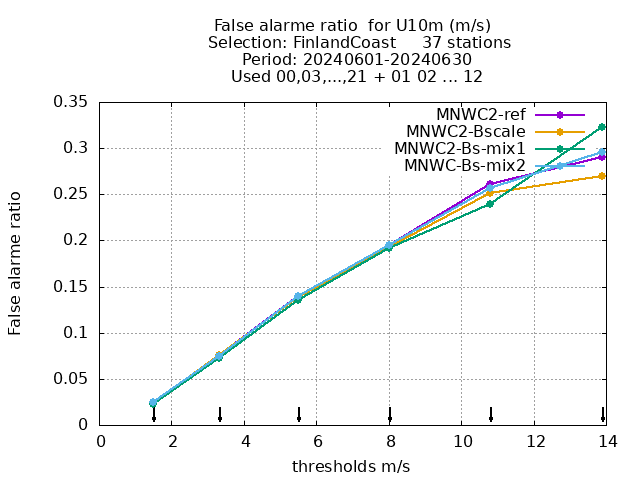 False alarme ratio  for U10m (m/s)
Selection: FinlandCoast     37 stations
Period: 20240601-20240630
Used 00,03,...,21 + 01 02 ... 12
MNWC2-ref
MNWC2-Bscale
MNWC2-Bs-mix1
MNWC-Bs-mix2
False alarme ratio
0.35
0.3
0.25
0.2
0.15
0.1
0.05
0
0 2 4 6 8 10 12 14
thresholds m/s